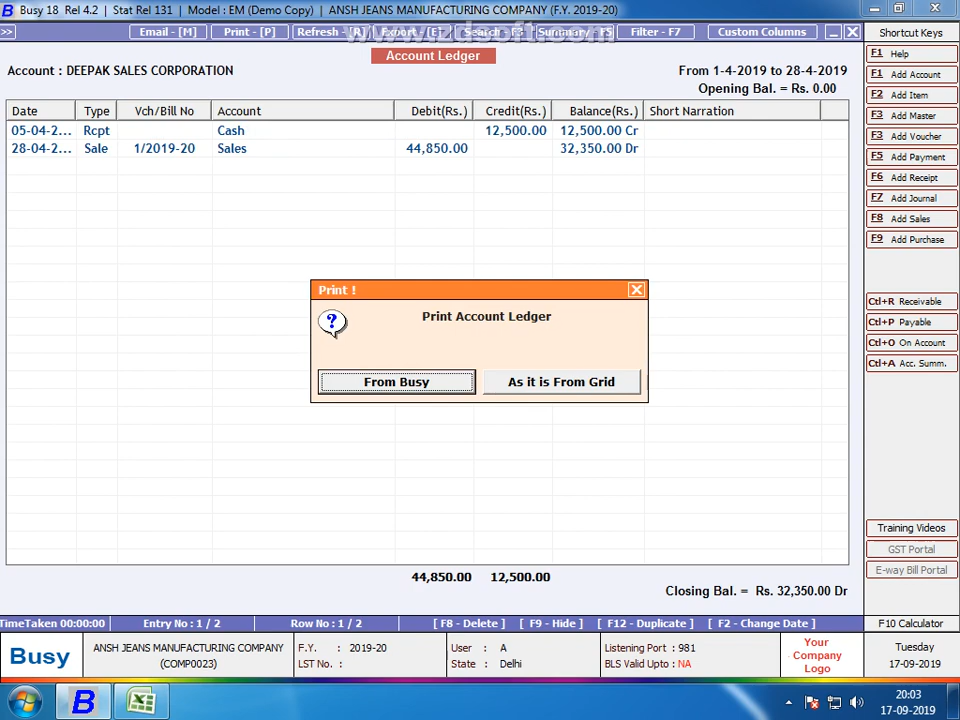 Busy 18 Rel 4.2 | Stat Rel 131 | Model : EM (Demo Copy) | ANSH JEANS MANUFACTURING COMPANY (F.Y. 2019-20)
>> Email - [M] Print - [P] Refresh - [R] Export - [E] Search - F3 Summary - F5 Filter - F7 Custom Columns
Account Ledger
Account : DEEPAK SALES CORPORATION
From 1-4-2019 to 28-4-2019
Opening Bal. = Rs. 0.00
Date Type Vch/Bill No Account Debit(Rs.) Credit(Rs.) Balance(Rs.) Short Narration
05-04-2... Rcpt Cash 12,500.00 12,500.00 Cr
28-04-2... Sale 1/2019-20 Sales 44,850.00 32,350.00 Dr
Print !
Print Account Ledger
From Busy As it is From Grid
44,850.00 12,500.00
Closing Bal. = Rs. 32,350.00 Dr
Shortcut Keys
F1 Help
F1 Add Account
F2 Add Item
F3 Add Master
F3 Add Voucher
F5 Add Payment
F6 Add Receipt
F7 Add Journal
F8 Add Sales
F9 Add Purchase
Ctl+R Receivable
Ctl+P Payable
Ctl+O On Account
Ctl+A Acc. Summ.
Training Videos
GST Portal
E-way Bill Portal
F10 Calculator
TimeTaken 00:00:00 Entry No : 1 / 2 Row No : 1 / 2 [ F8 - Delete ] [ F9 - Hide ] [ F12 - Duplicate ] [ F2 - Change Date ]
Busy
ANSH JEANS MANUFACTURING COMPANY
(COMP0023)
F.Y. : 2019-20
LST No. :
User : A
State : Delhi
Listening Port : 981
BLS Valid Upto : NA
Your
Company
Logo
Tuesday
17-09-2019
B
20:03
17-09-2019